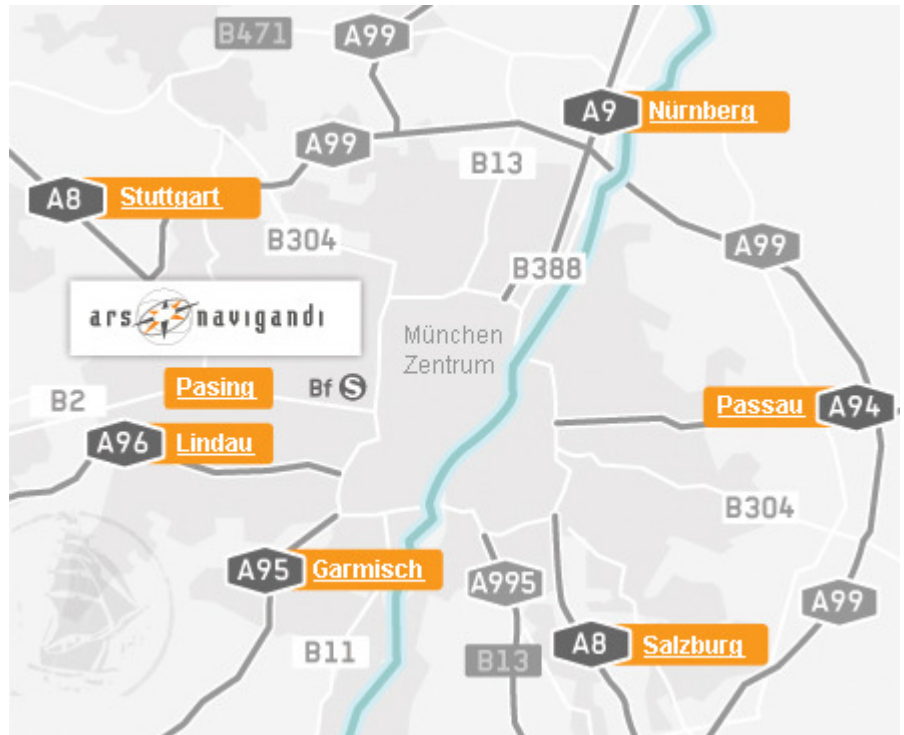 B471
A99
A9 Nürnberg
A99
B13
A8 Stuttgart
B304
A99
B388
ars navigandi
München
Zentrum
Pasing
Bf S
B2
Passau A94
A96 Lindau
B304
A95 Garmisch
A995
A99
A8 Salzburg
B11
B13